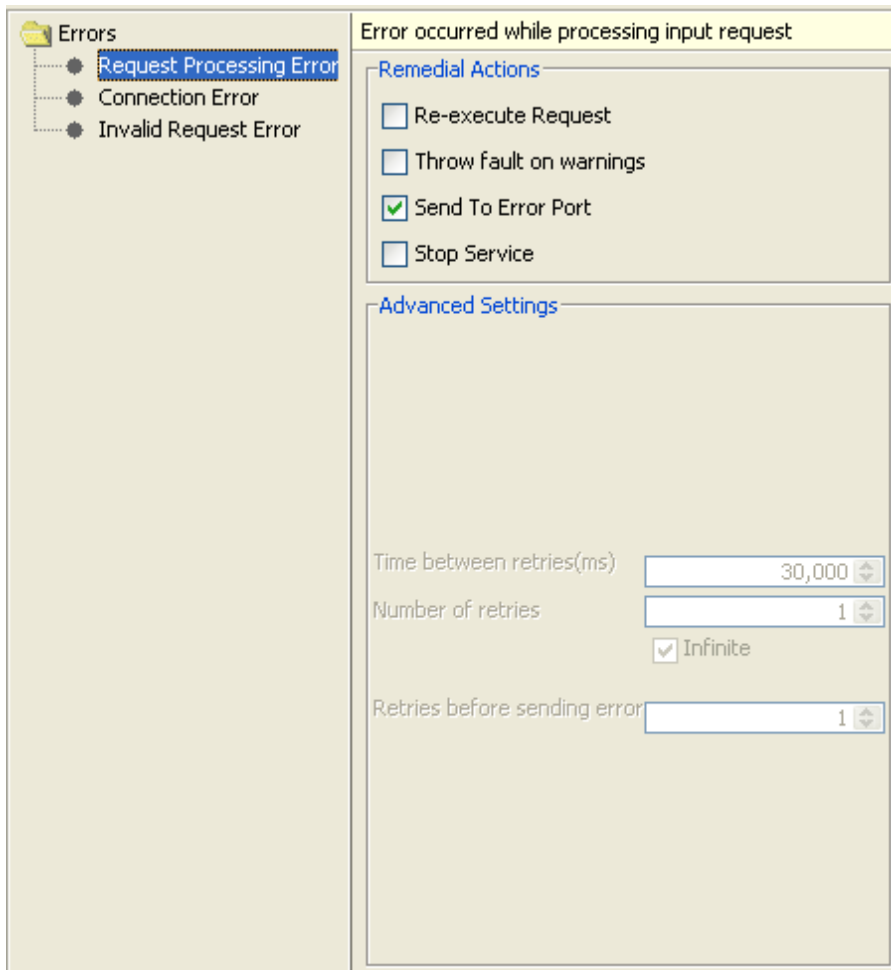 Errors
Request Processing Error
Connection Error
Invalid Request Error
Error occurred while processing input request
Remedial Actions
Re-execute Request
Throw fault on warnings
Send To Error Port
Stop Service
Advanced Settings
Time between retries(ms) 30,000
Number of retries 1
Infinite
Retries before sending error 1